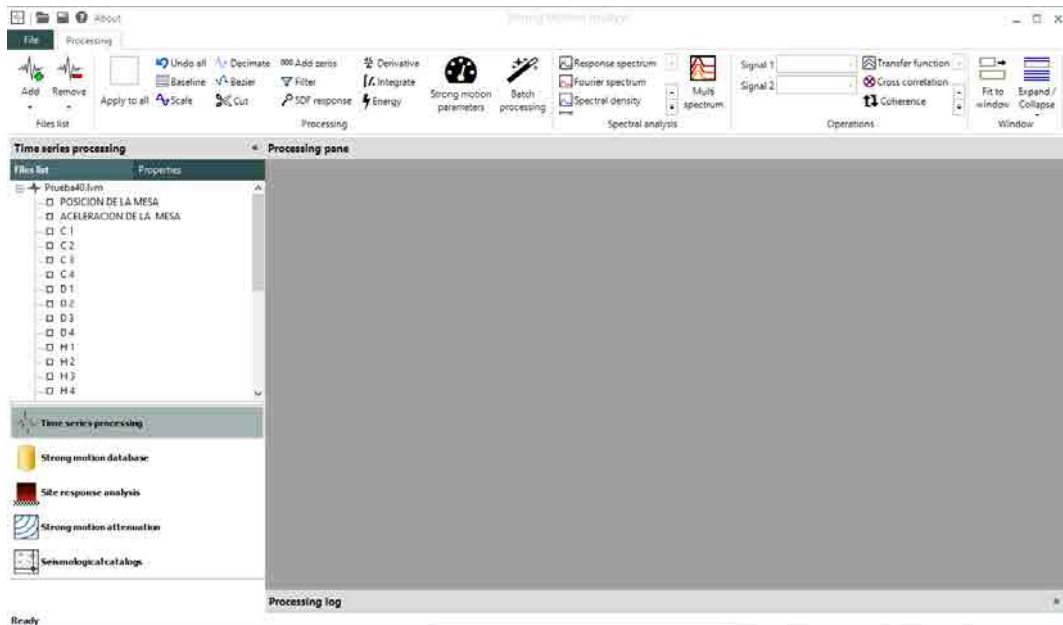 About
Strong Motion Analyst
File Processing
Add Remove
Files list
Apply to all
Undo all Decimate 000 Add zeros Derivative
Baseline Bezier Filter Integrate
Scale Cut SDF response Energy
Strong motion parameters
Batch processing
Processing
Response spectrum
Fourier spectrum
Spectral density
Multi spectrum
Spectral analysis
Signal 1
Signal 2
Transfer function
Cross correlation
Coherence
Operations
Fit to window
Expand / Collapse
Window
Time series processing
Processing pane
Files list Properties
Prueba40.lvm
POSICION DE LA MESA
ACELERACION DE LA MESA
C 1
C 2
C 3
C 4
D 1
D 2
D 3
D 4
H 1
H 2
H 3
H 4
Time series processing
Strong motion database
Site response analysis
Strong motion attenuation
Seismological catalogs
Processing log
Ready